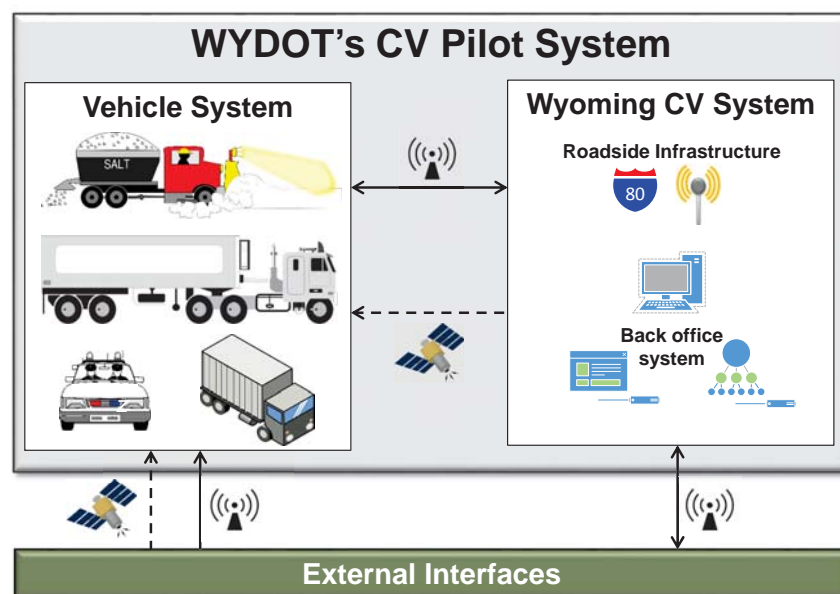 WYDOT's CV Pilot System
Vehicle System
SALT
Wyoming CV System
Roadside Infrastructure
80
Back office
system
External Interfaces